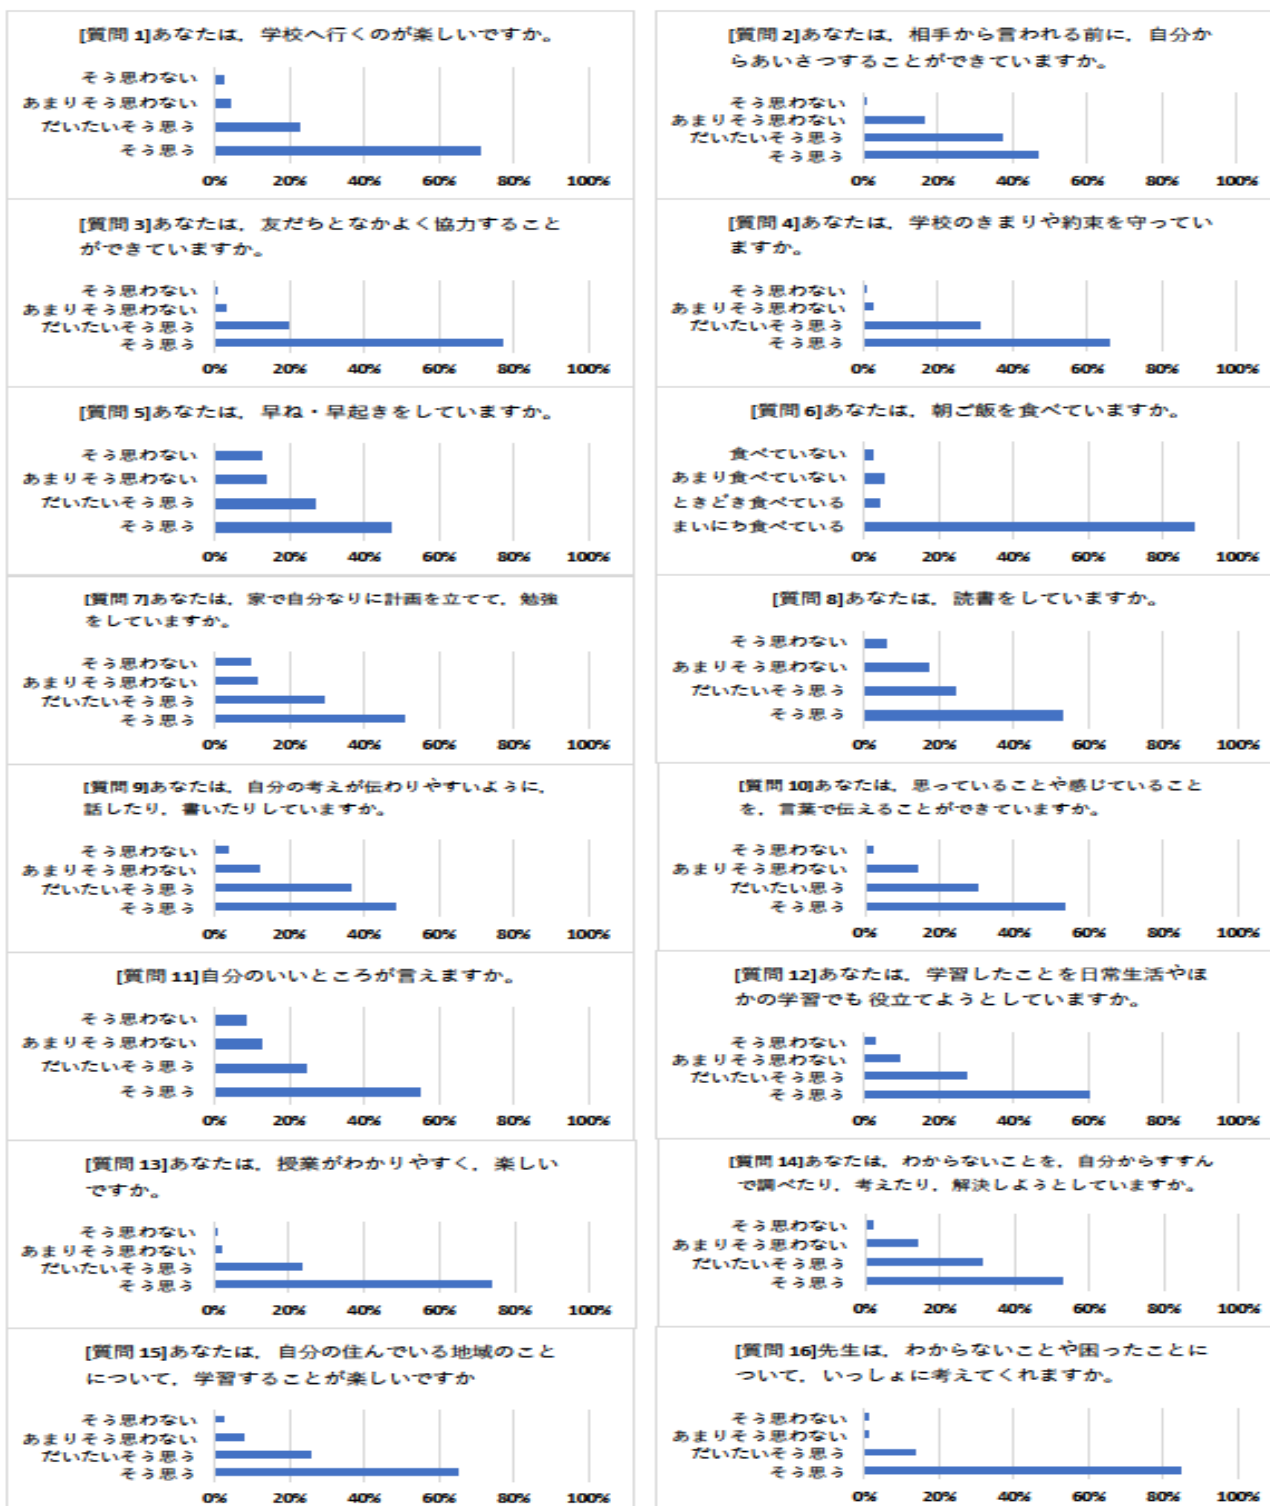 [質問 1]あなたは，学校へ行くのが楽しいですか。
そう思わない
あまりそう思わない
だいたいそう思う
そう思う
0% 20% 40% 60% 80% 100%
[質問 2]あなたは，相手から言われる前に，自分か
らあいさつすることができていますか。
そう思わない
あまりそう思わない
だいたいそう思う
そう思う
0% 20% 40% 60% 80% 100%
[質問 3]あなたは，友だちとなかよく協力すること
ができていますか。
そう思わない
あまりそう思わない
だいたいそう思う
そう思う
0% 20% 40% 60% 80% 100%
[質問 4]あなたは，学校のきまりや約束を守ってい
ますか。
そう思わない
あまりそう思わない
だいたいそう思う
そう思う
0% 20% 40% 60% 80% 100%
[質問 5]あなたは，早ね・早起きをしていますか。
そう思わない
あまりそう思わない
だいたいそう思う
そう思う
0% 20% 40% 60% 80% 100%
[質問 6]あなたは，朝ご飯を食べていますか。
食べていない
あまり食べていない
ときどき食べている
まいにち食べている
0% 20% 40% 60% 80% 100%
[質問 7]あなたは，家で自分なりに計画を立てて，勉強
をしていますか。
そう思わない
あまりそう思わない
だいたいそう思う
そう思う
0% 20% 40% 60% 80% 100%
[質問 8]あなたは，読書をしていますか。
そう思わない
あまりそう思わない
だいたいそう思う
そう思う
0% 20% 40% 60% 80% 100%
[質問 9]あなたは，自分の考えが伝わりやすいように，
話したり，書いたりしていますか。
そう思わない
あまりそう思わない
だいたいそう思う
そう思う
0% 20% 40% 60% 80% 100%
[質問 10]あなたは，思っていることや感じていること
を，言葉で伝えることができていますか。
そう思わない
あまりそう思わない
だいたい思う
そう思う
0% 20% 40% 60% 80% 100%
[質問 11]自分のいいところが言えますか。
そう思わない
あまりそう思わない
だいたいそう思う
そう思う
0% 20% 40% 60% 80% 100%
[質問 12]あなたは，学習したことを日常生活やほ
かの学習でも 役立てようとしていますか。
そう思わない
あまりそう思わない
だいたいそう思う
そう思う
0% 20% 40% 60% 80% 100%
[質問 13]あなたは，授業がわかりやすく，楽しい
ですか。
そう思わない
あまりそう思わない
だいたいそう思う
そう思う
0% 20% 40% 60% 80% 100%
[質問 14]あなたは，わからないことを，自分からすすん
で調べたり，考えたり，解決しようとしていますか。
そう思わない
あまりそう思わない
だいたいそう思う
そう思う
0% 20% 40% 60% 80% 100%
[質問 15]あなたは，自分の住んでいる地域のこと
について，学習することが楽しいですか
そう思わない
あまりそう思わない
だいたいそう思う
そう思う
0% 20% 40% 60% 80% 100%
[質問 16]先生は，わからないことや困ったことに
ついて，いっしょに考えてくれますか。
そう思わない
あまりそう思わない
だいたいそう思う
そう思う
0% 20% 40% 60% 80% 100%